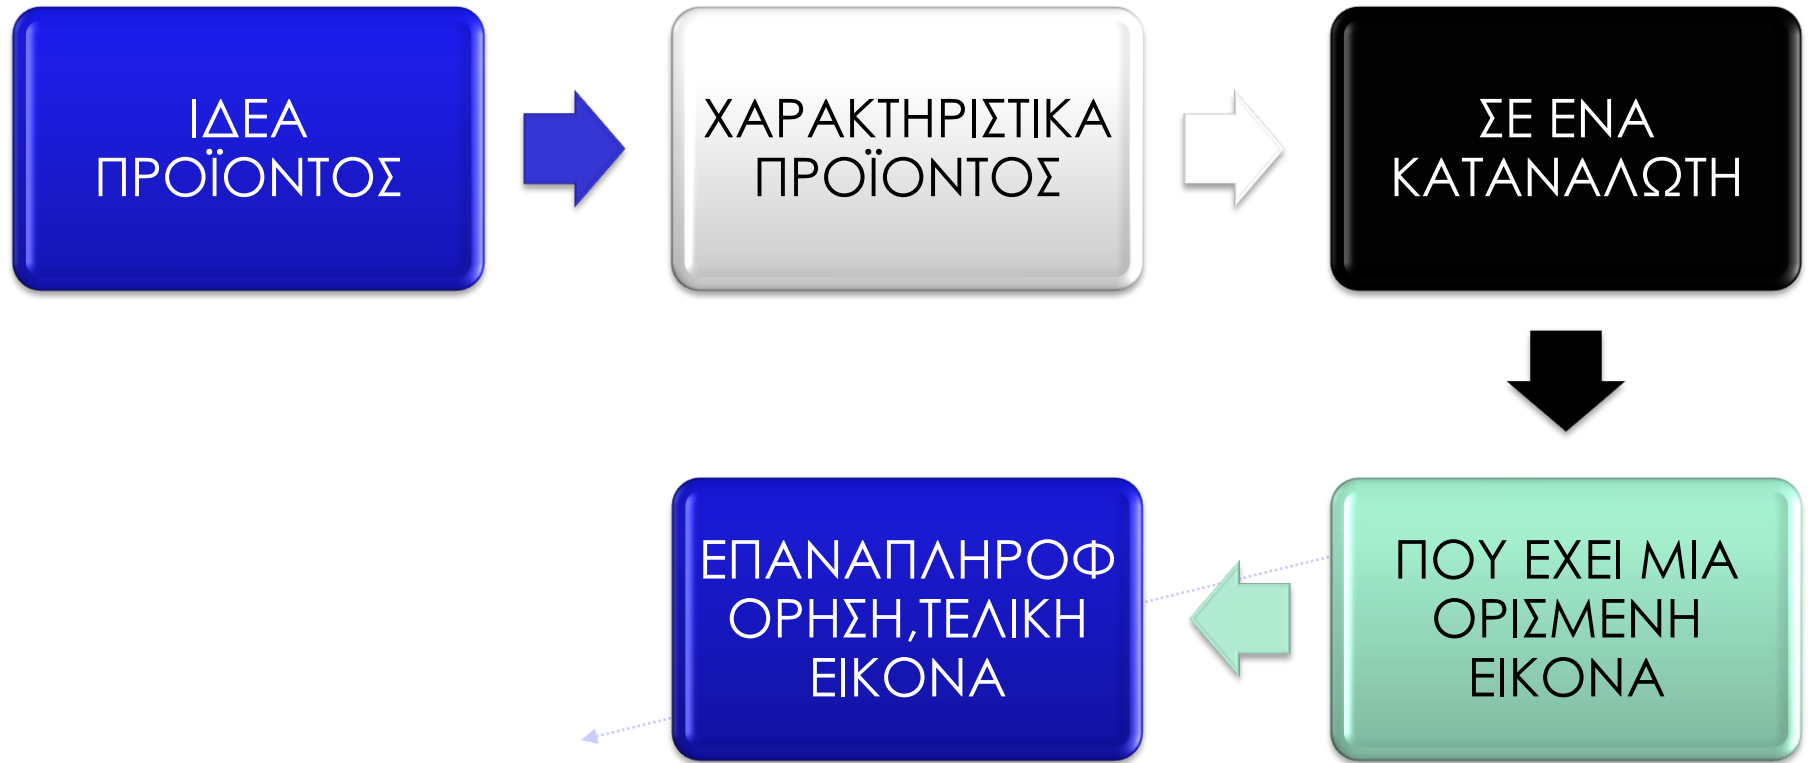 ΙΔΕΑ
ΠΡΟΪΟΝΤΟΣ
ΧΑΡΑΚΤΗΡΙΣΤΙΚΑ
ΠΡΟΪΟΝΤΟΣ
ΣΕ ΕΝΑ
ΚΑΤΑΝΑΛΩΤΗ
ΠΟΥ ΕΧΕΙ ΜΙΑ
ΟΡΙΣΜΕΝΗ
ΕΙΚΟΝΑ
ΕΠΑΝΑΠΛΗΡΟΦ
ΟΡΗΣΗ,ΤΕΛΙΚΗ
ΕΙΚΟΝΑ